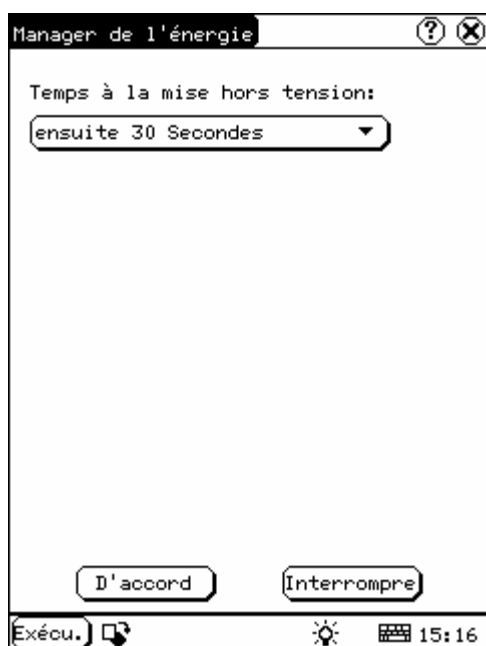 Manager de l'énergie ? X
Temps à la mise hors tension:
ensuite 30 Secondes
D'accord Interrompre
Exécu. 15:16